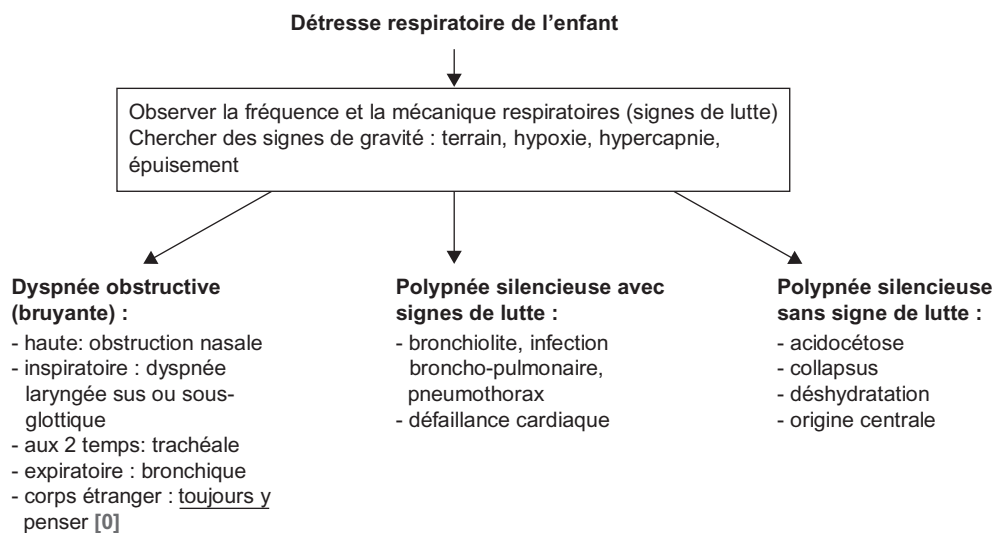 Détresse respiratoire de l'enfant
Observer la fréquence et la mécanique respiratoires (signes de lutte)
Chercher des signes de gravité : terrain, hypoxie, hypercapnie,
épuisement
Dyspnée obstructive
(bruyante) :
- haute: obstruction nasale
- inspiratoire : dyspnée
laryngée sus ou sous-
glottique
- aux 2 temps: trachéale
- expiratoire : bronchique
- corps étranger : toujours y
penser [0]
Polypnée silencieuse avec
signes de lutte :
- bronchiolite, infection
broncho-pulmonaire,
pneumothorax
- défaillance cardiaque
Polypnée silencieuse
sans signe de lutte :
- acidocétose
- collapsus
- déshydratation
- origine centrale